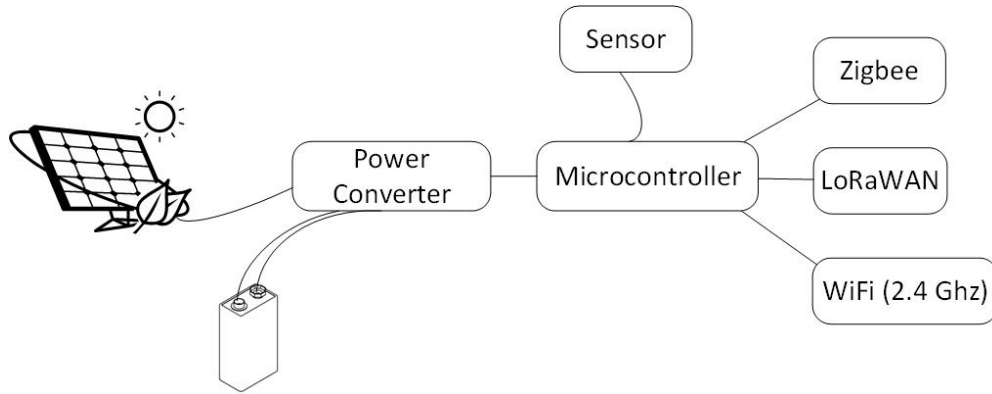 Sensor
Zigbee
Power
Converter
Microcontroller
LoRaWAN
WiFi (2.4 Ghz)